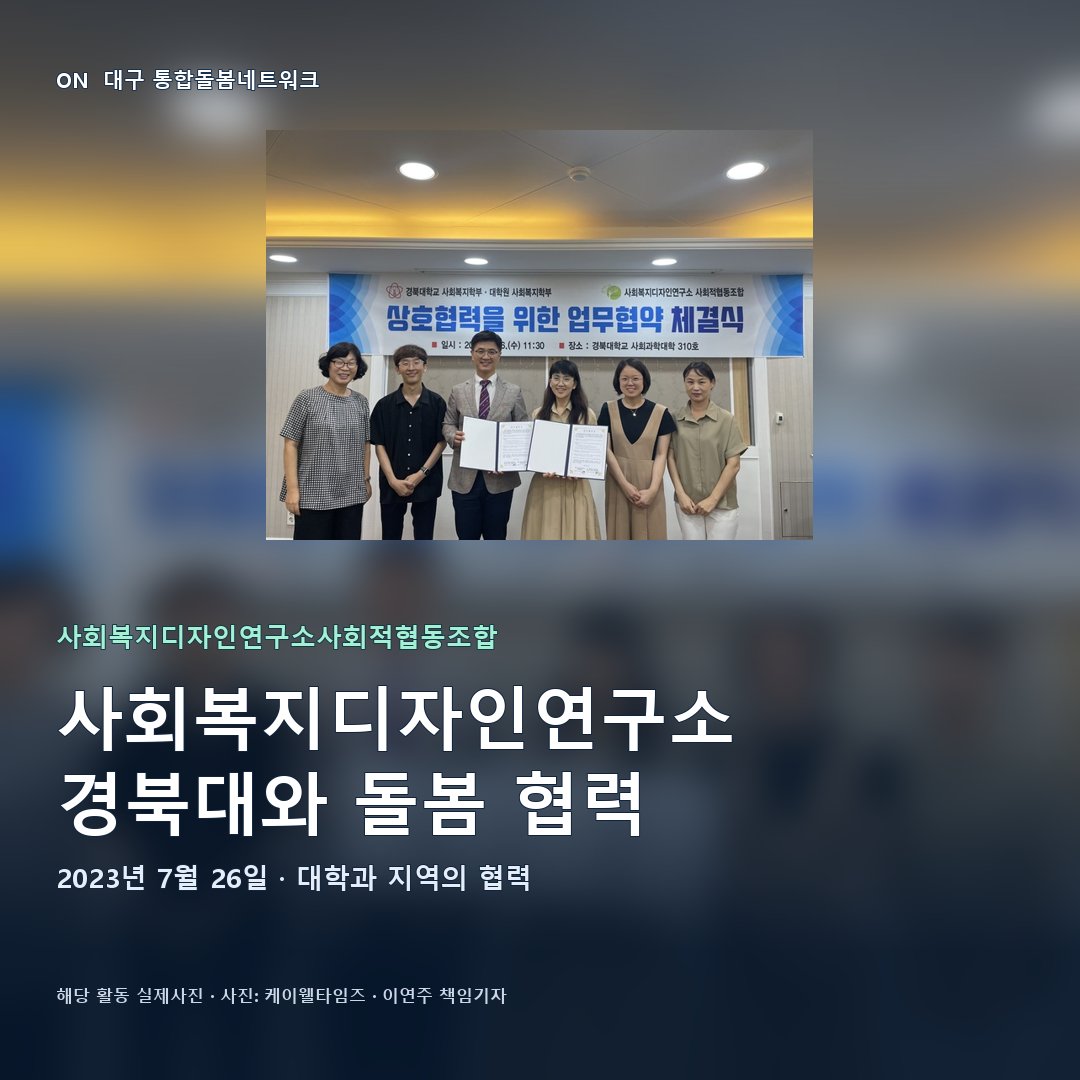 ON 대구 통합돌봄네트워크
경북대학교 사회복지학부 · 대학원 사회복지학부 사회복지디자인연구소 사회적협동조합
상호협력을 위한 업무협약 체결식
■ 일시 : 20 6.(수) 11:30 ■ 장소 : 경북대학교 사회과학대학 310호
사회복지디자인연구소사회적협동조합
사회복지디자인연구소
경북대와 돌봄 협력
2023년 7월 26일 · 대학과 지역의 협력
해당 활동 실제사진 · 사진: 케이웰타임즈 · 이연주 책임기자